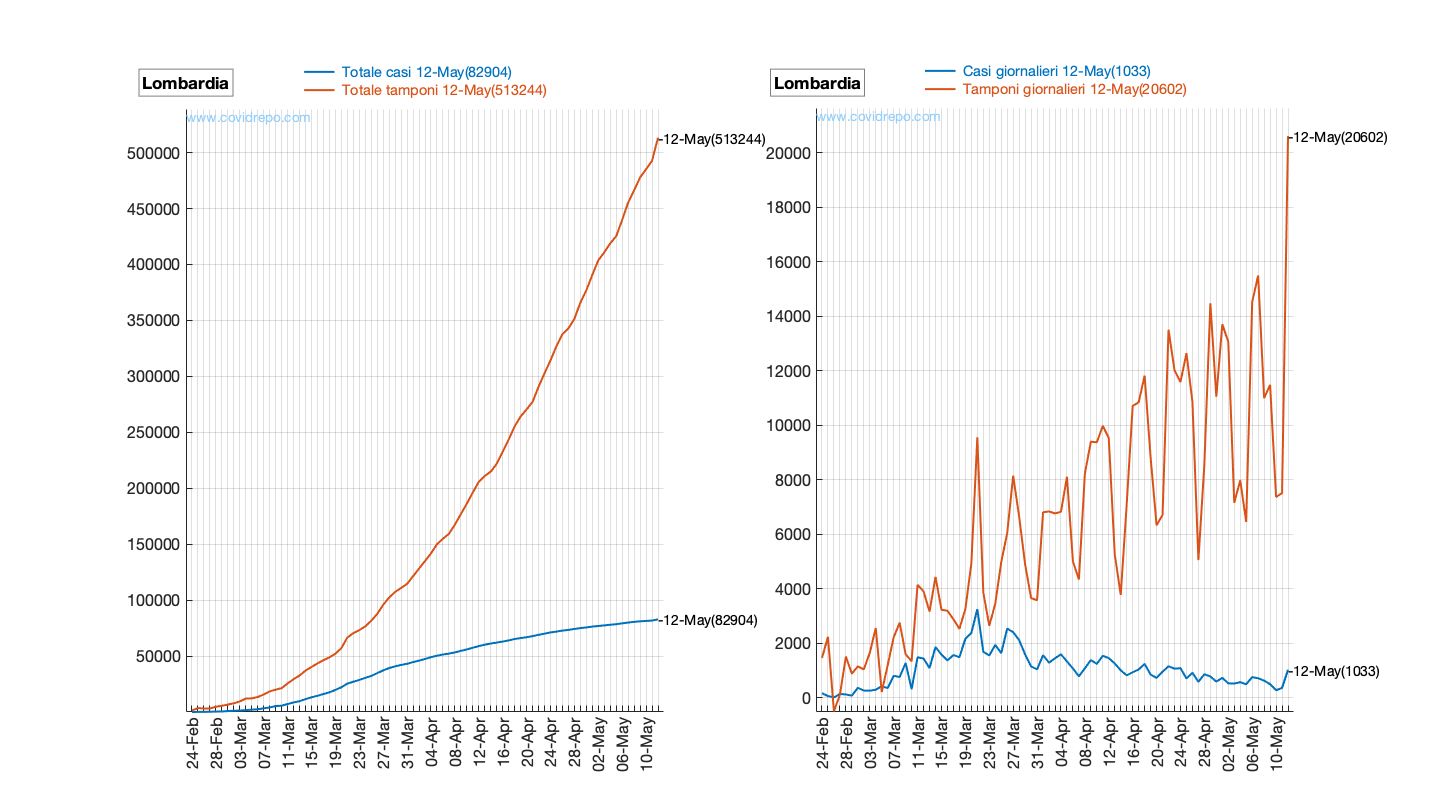 Lombardia
Totale casi 12-May(82904)
Totale tamponi 12-May(513244)
www.covidrepo.com
12-May(513244)
500000
450000
400000
350000
300000
250000
200000
150000
100000
50000
12-May(82904)
24-Feb
28-Feb
03-Mar
07-Mar
11-Mar
15-Mar
19-Mar
23-Mar
27-Mar
31-Mar
04-Apr
08-Apr
12-Apr
16-Apr
20-Apr
24-Apr
28-Apr
02-May
06-May
10-May
Lombardia
Casi giornalieri 12-May(1033)
Tamponi giornalieri 12-May(20602)
www.covidrepo.com
12-May(20602)
20000
18000
16000
14000
12000
10000
8000
6000
4000
2000
0
12-May(1033)
24-Feb
28-Feb
03-Mar
07-Mar
11-Mar
15-Mar
19-Mar
23-Mar
27-Mar
31-Mar
04-Apr
08-Apr
12-Apr
16-Apr
20-Apr
24-Apr
28-Apr
02-May
06-May
10-May